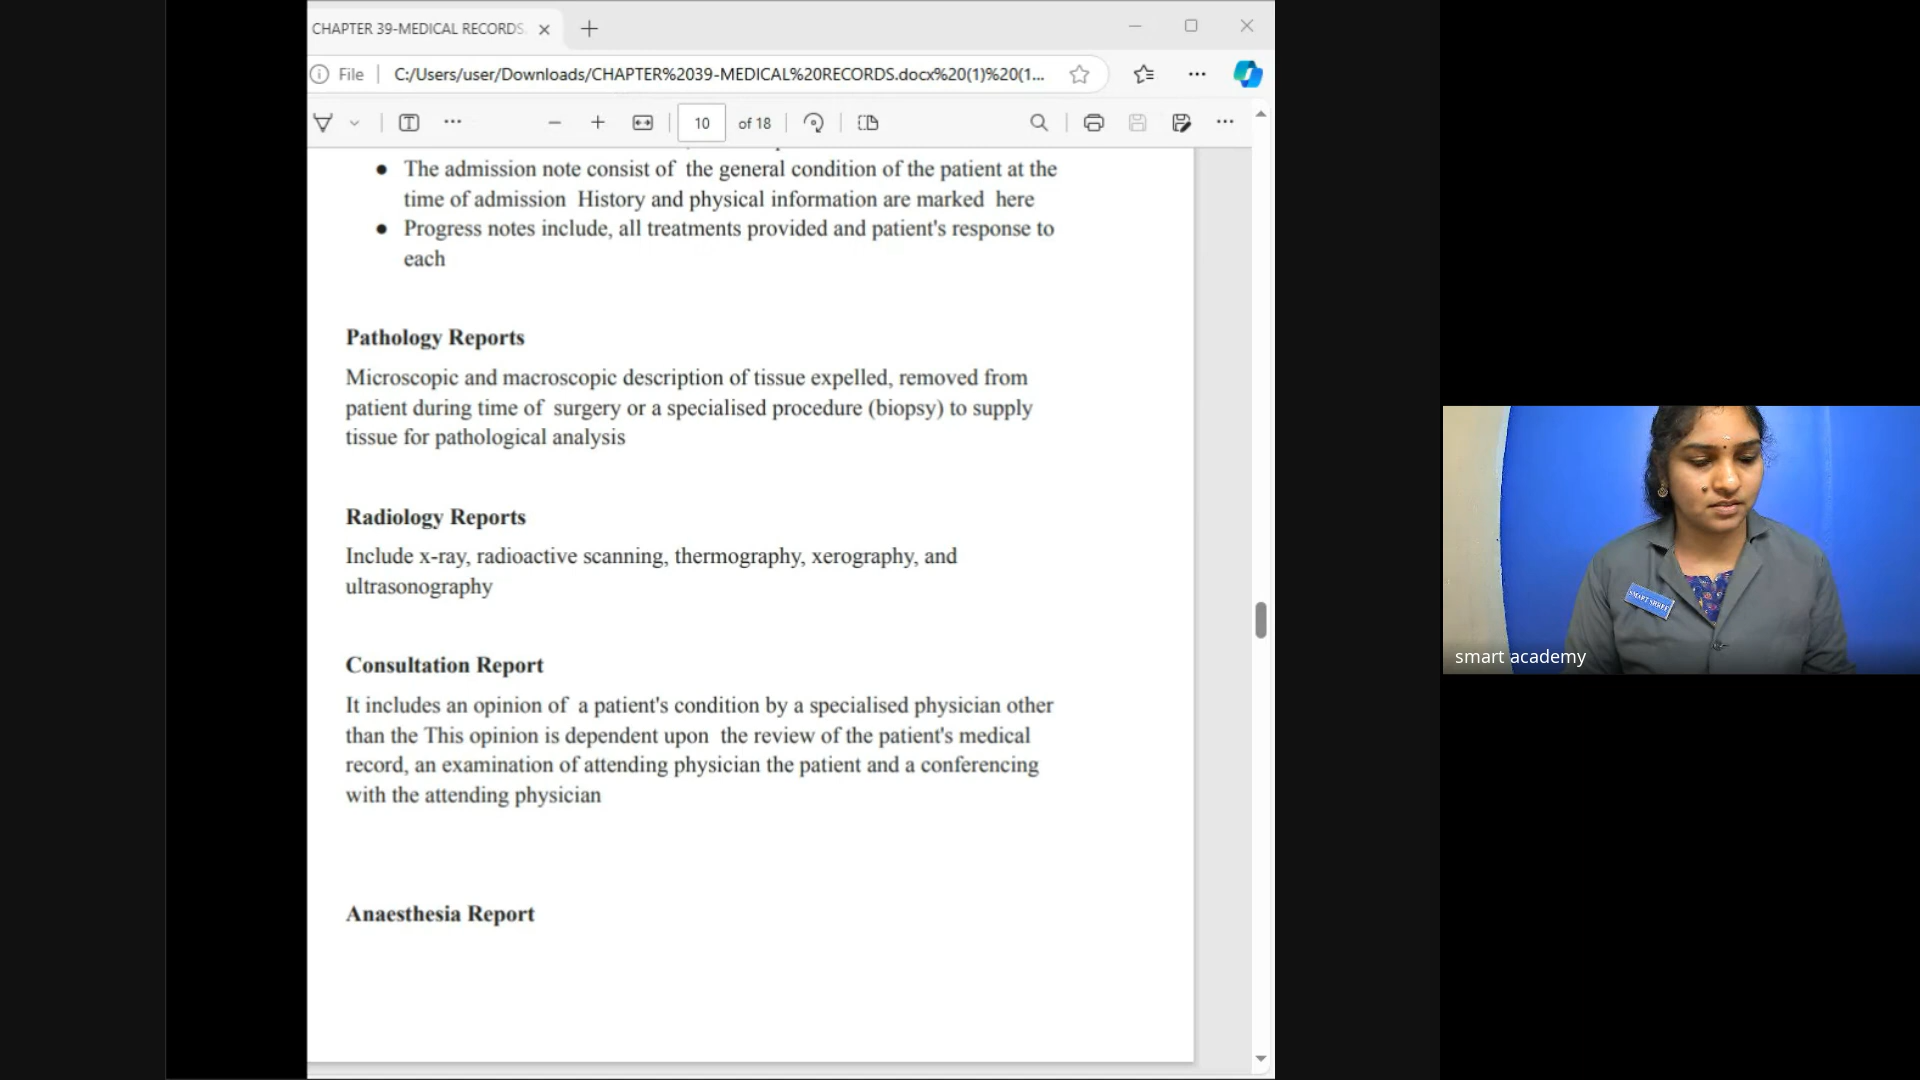 CHAPTER 39-MEDICAL RECORDS.
File
C:/Users/user/Downloads/CHAPTER%2039-MEDICAL%20RECORDS.docx%20(1)%20(1...
10 of 18
The admission note consist of the general condition of the patient at the
time of admission History and physical information are marked here
Progress notes include, all treatments provided and patient's response to
each
Pathology Reports
Microscopic and macroscopic description of tissue expelled, removed from
patient during time of surgery or a specialised procedure (biopsy) to supply
tissue for pathological analysis
Radiology Reports
Include x-ray, radioactive scanning, thermography, xerography, and
ultrasonography
Consultation Report
It includes an opinion of a patient's condition by a specialised physician other
than the This opinion is dependent upon the review of the patient's medical
record, an examination of attending physician the patient and a conferencing
with the attending physician
Anaesthesia Report
SMART SHREE
smart academy